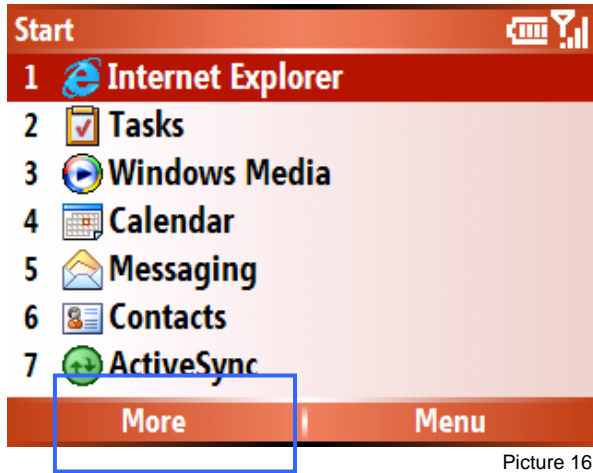 Start
1 Internet Explorer
2 Tasks
3 Windows Media
4 Calendar
5 Messaging
6 Contacts
7 ActiveSync
More Menu
Picture 16